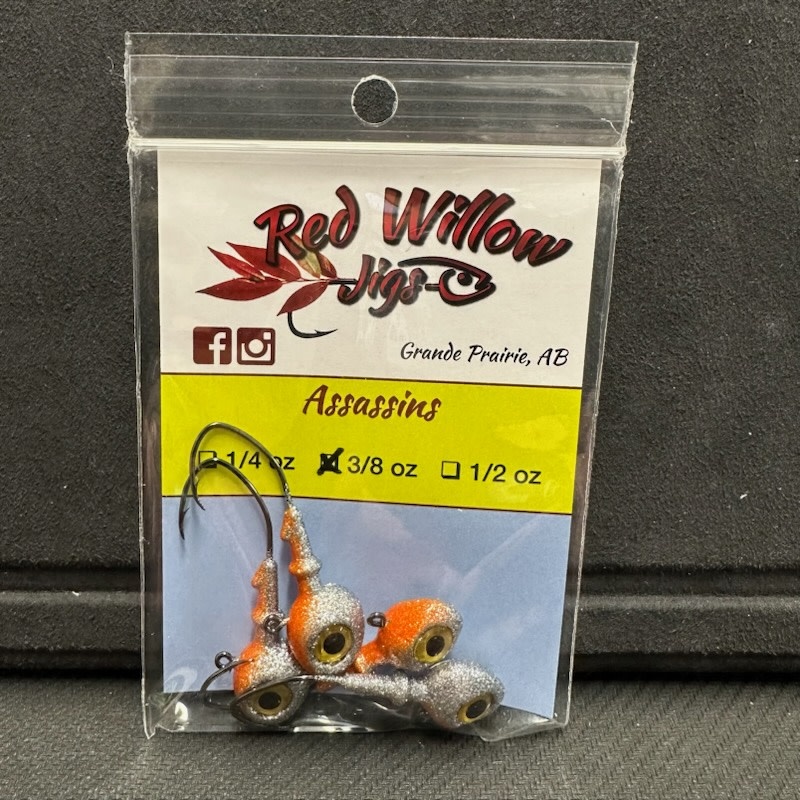 Red Willow
Jigs
Grande Prairie, AB
Assassins
1/4 oz 3/8 oz 1/2 oz